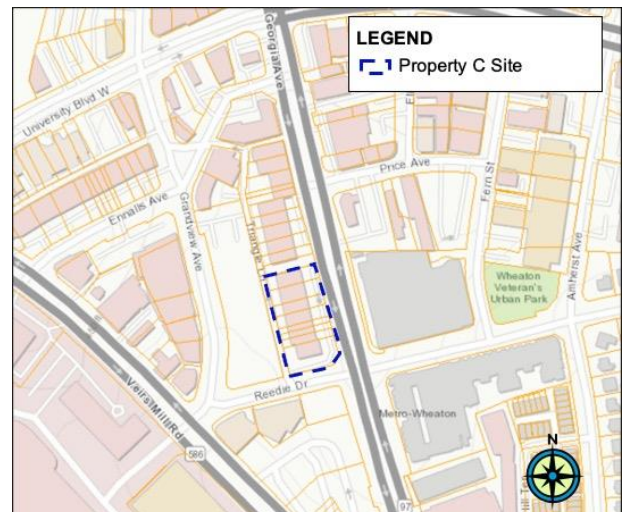 LEGEND
Property C Site
Georgia Ave
University Blvd W
Price Ave
Fern St
Ennalls Ave
Grandview Ave
Triangle
Amherst Ave
Wheaton
Veteran's
Urban Park
Reedie Dr
Veirs Mill Rd
Metro-Wheaton
586
97
N